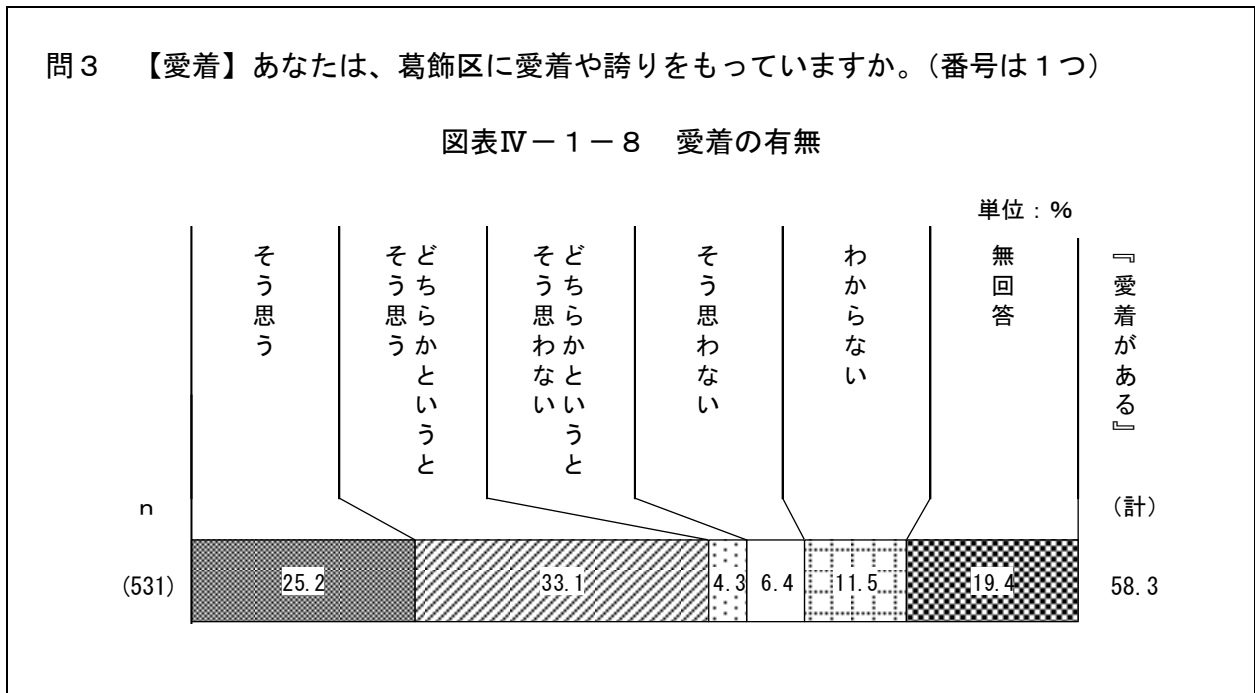 問3 【愛着】あなたは、葛飾区に愛着や誇りをもっていますか。(番号は1つ)
図表Ⅳ-1-8 愛着の有無
単位:%
そう思う
どちらかというと
そう思う
どちらかというと
そう思わない
そう思わない
わからない
無回答
『愛着がある』
(計)
n
(531)
25.2
33.1
4.3
6.4
11.5
19.4
58.3